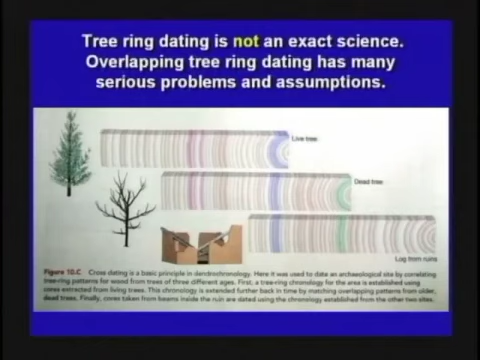 Tree ring dating is not an exact science.
Overlapping tree ring dating has many
serious problems and assumptions.
Live tree
Dead tree
Log from ruins
Figure 10.C Cross dating is a basic principle in dendrochronology. Here it was used to date an archaeological site by correlating
tree-ring patterns for wood from trees of three different ages. First, a tree-ring chronology for the area is established using
cores extracted from living trees. This chronology is extended further back in time by matching overlapping patterns from older,
dead trees. Finally, cores taken from beams inside the ruin are dated using the chronology established from the other two sites.